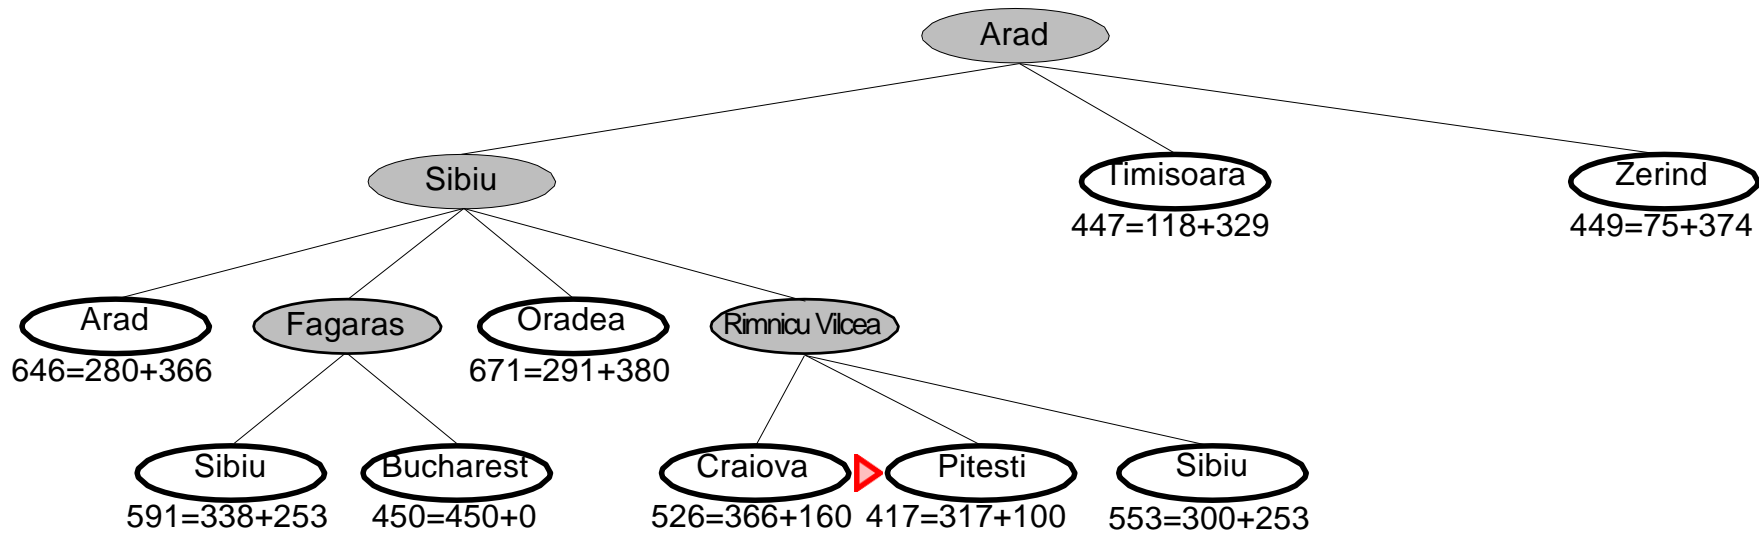 Arad
Sibiu
Timisoara
Zerind
447=118+329
449=75+374
Arad
Fagaras
Oradea
Rimnicu Vilcea
646=280+366
671=291+380
Sibiu
Bucharest
Craiova
Pitesti
Sibiu
591=338+253
450=450+0
526=366+160
417=317+100
553=300+253